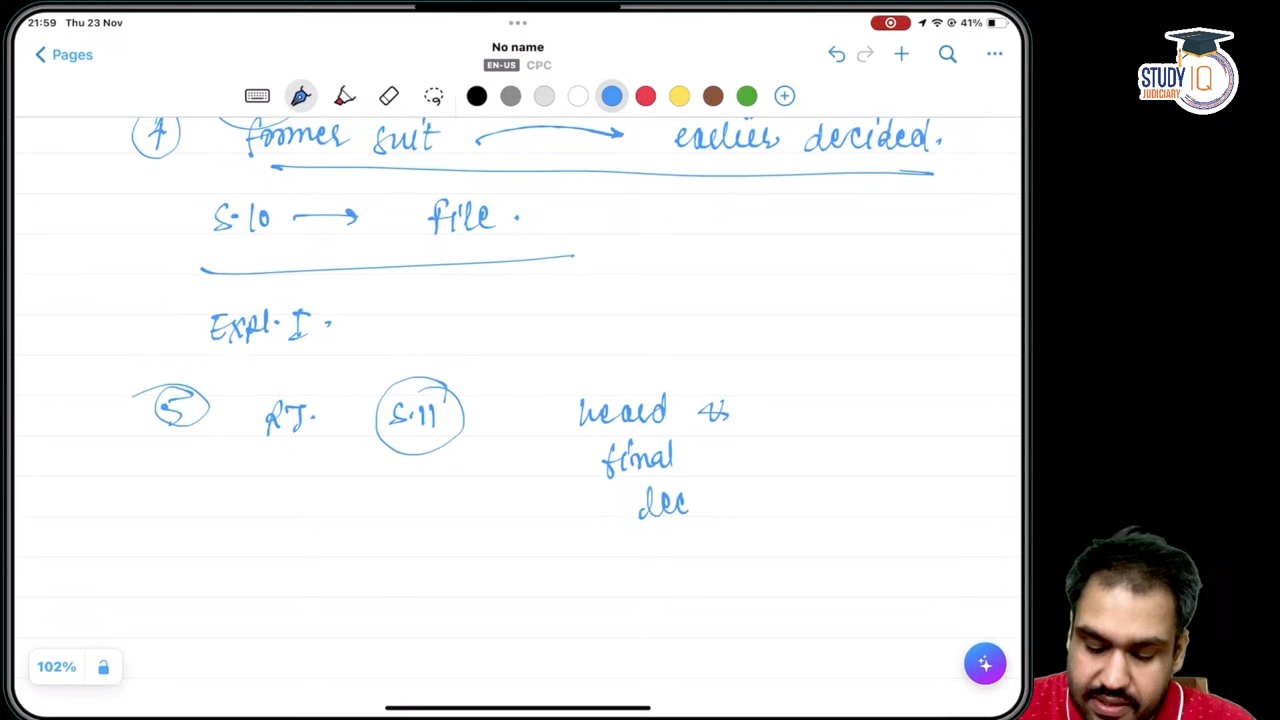 21:59 Thu 23 Nov
41%
Pages
No name
EN-US CPC
STUDY IQ
JUDICIARY
4 former suit → earlier decided.
S.10 → File.
Expl. I.
5 RJ. S.11 heard &
final
dec
102%